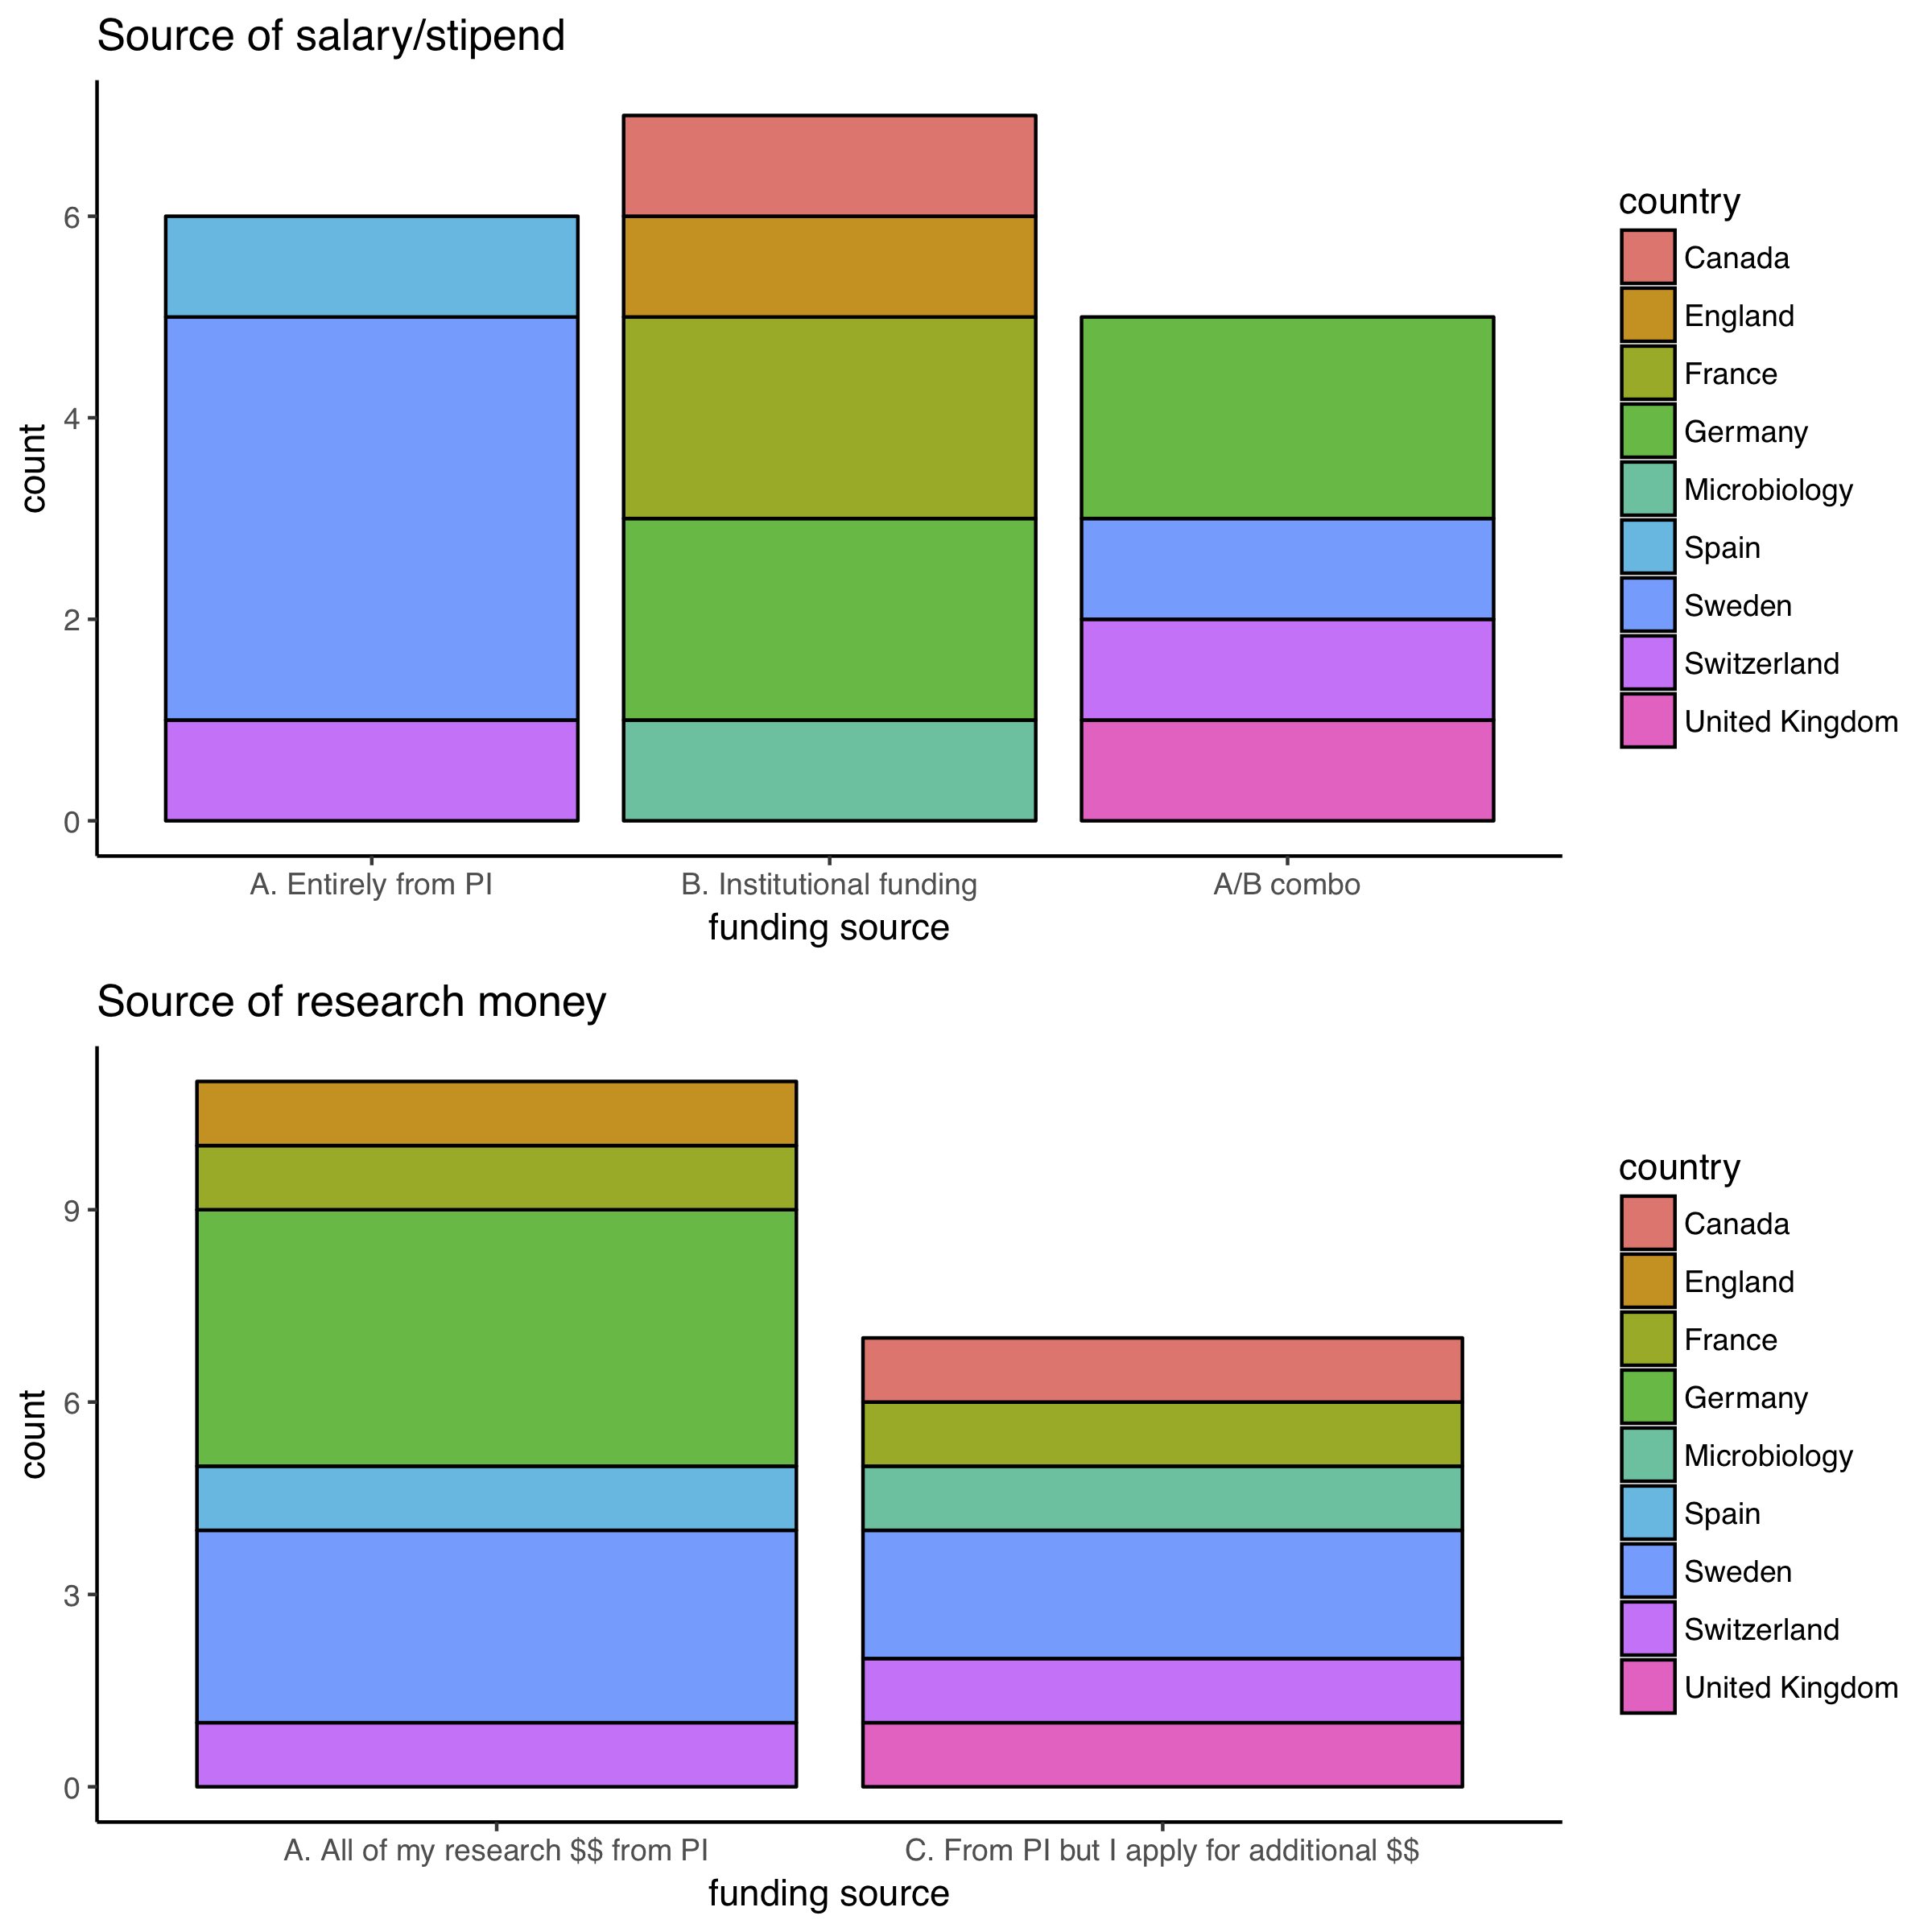 Source of salary/stipend
count
6
4
2
0
A. Entirely from PI
B. Institutional funding
A/B combo
funding source
country
Canada
England
France
Germany
Microbiology
Spain
Sweden
Switzerland
United Kingdom
Source of research money
count
9
6
3
0
A. All of my research $$ from PI
C. From PI but I apply for additional $$
funding source
country
Canada
England
France
Germany
Microbiology
Spain
Sweden
Switzerland
United Kingdom